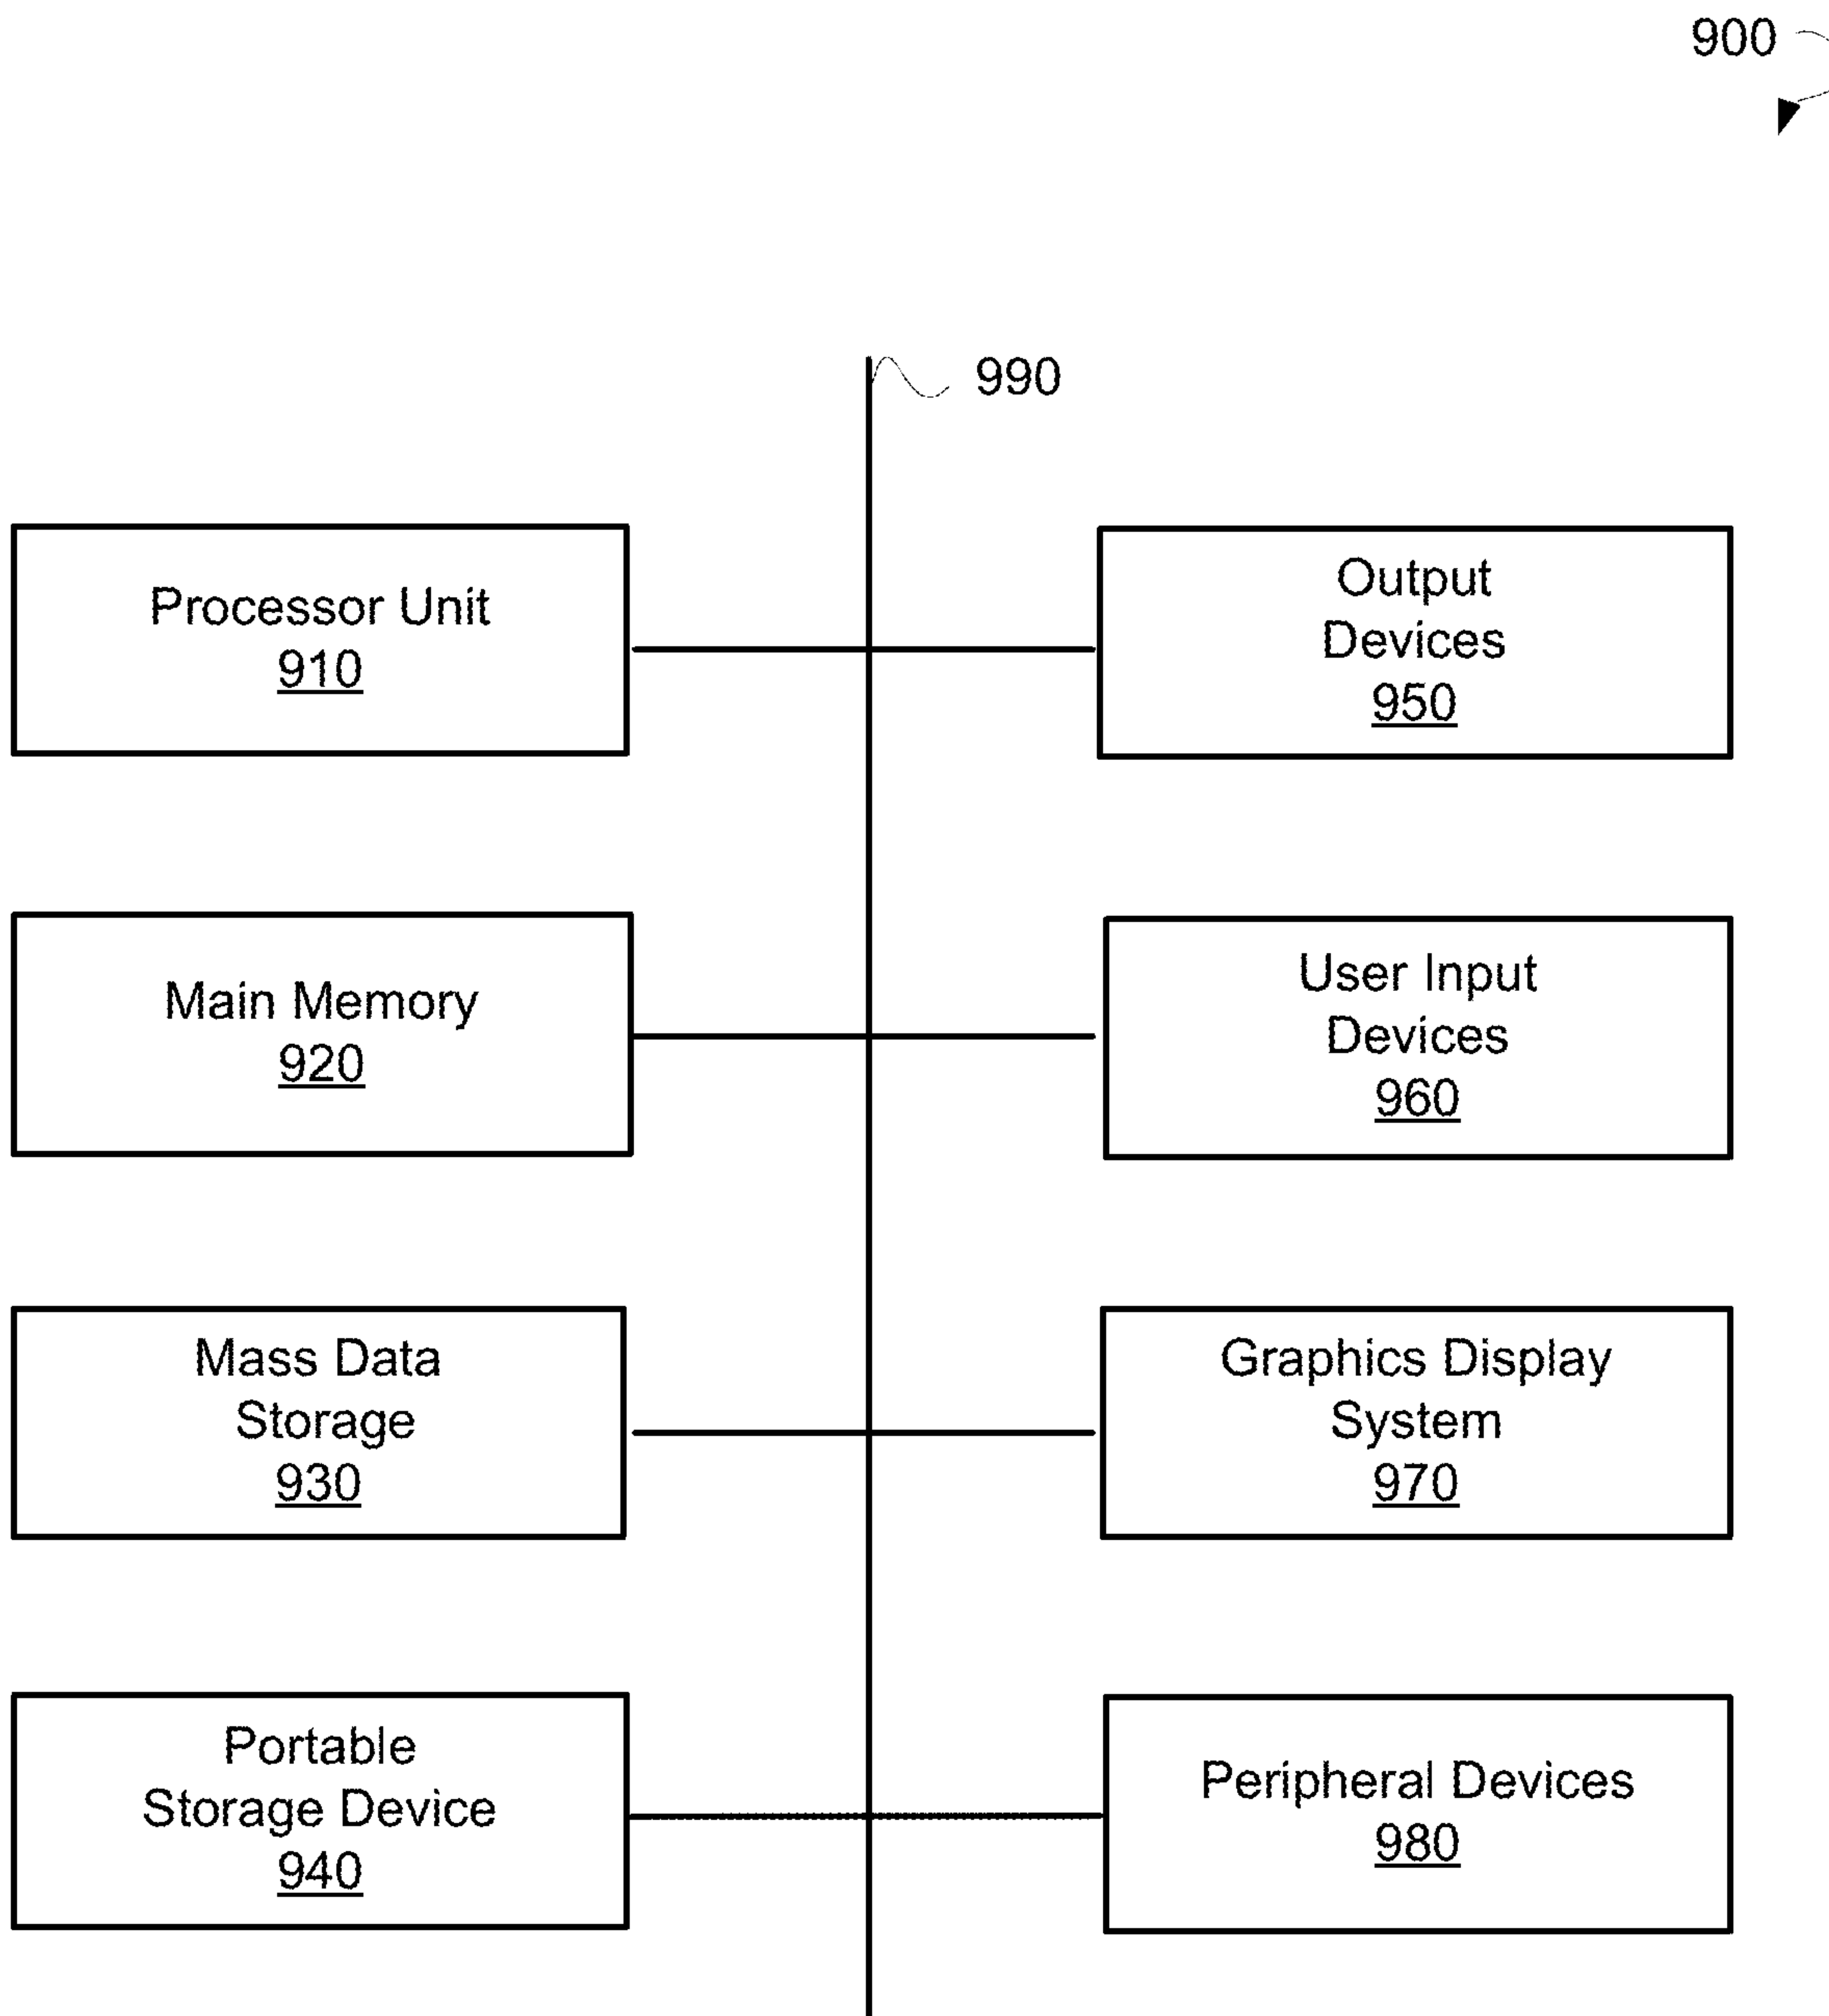 900
990
Processor Unit
910
Output
Devices
950
Main Memory
920
User Input
Devices
960
Mass Data
Storage
930
Graphics Display
System
970
Portable
Storage Device
940
Peripheral Devices
980